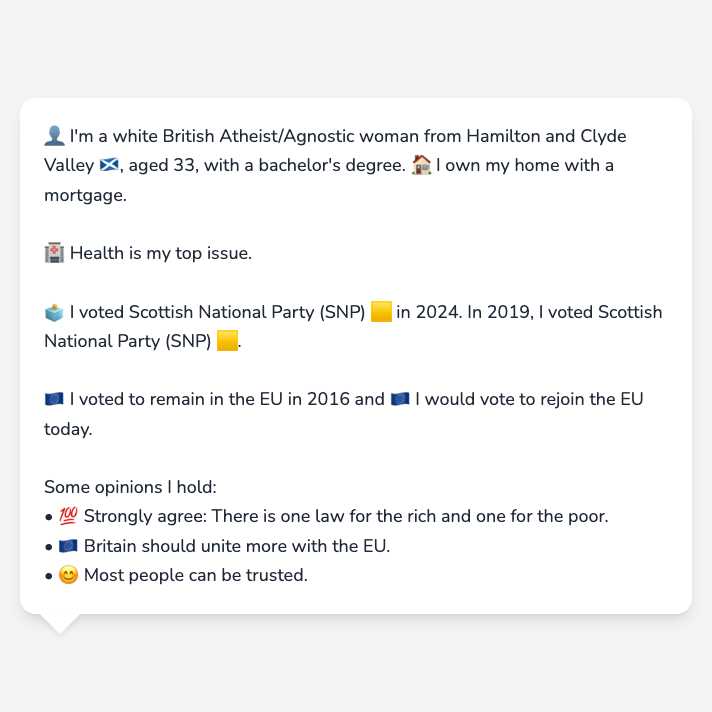 👤 I'm a white British Atheist/Agnostic woman from Hamilton and Clyde
Valley 🏴󠁧󠁢󠁳󠁣󠁴󠁿, aged 33, with a bachelor's degree. 🏠 I own my home with a
mortgage.
🏥 Health is my top issue.
🗳️ I voted Scottish National Party (SNP) 🟨 in 2024. In 2019, I voted Scottish
National Party (SNP) 🟨.
🇪🇺 I voted to remain in the EU in 2016 and 🇪🇺 I would vote to rejoin the EU
today.
Some opinions I hold:
• 💯 Strongly agree: There is one law for the rich and one for the poor.
• 🇪🇺 Britain should unite more with the EU.
• 😊 Most people can be trusted.